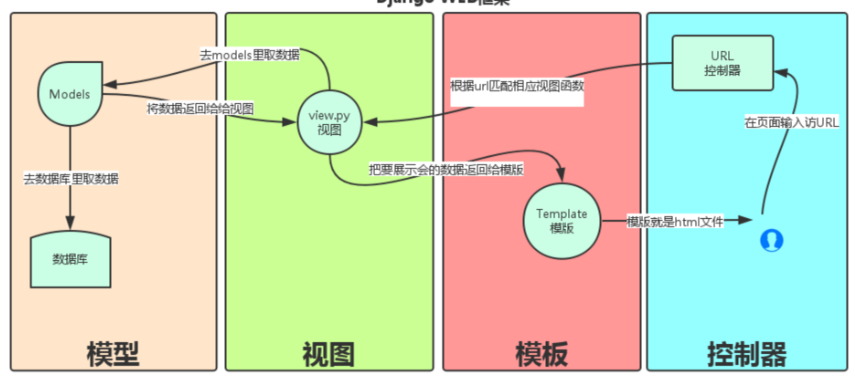 Django WEB框架
去models里取数据
URL
控制器
Models
根据url匹配相应视图函数
将数据返回给给视图
view.py
视图
在页面输入访URL
去数据库里取数据
把要展示会的数据返回给模版
Template
模版
模版就是html文件
数据库
模型
视图
模板
控制器